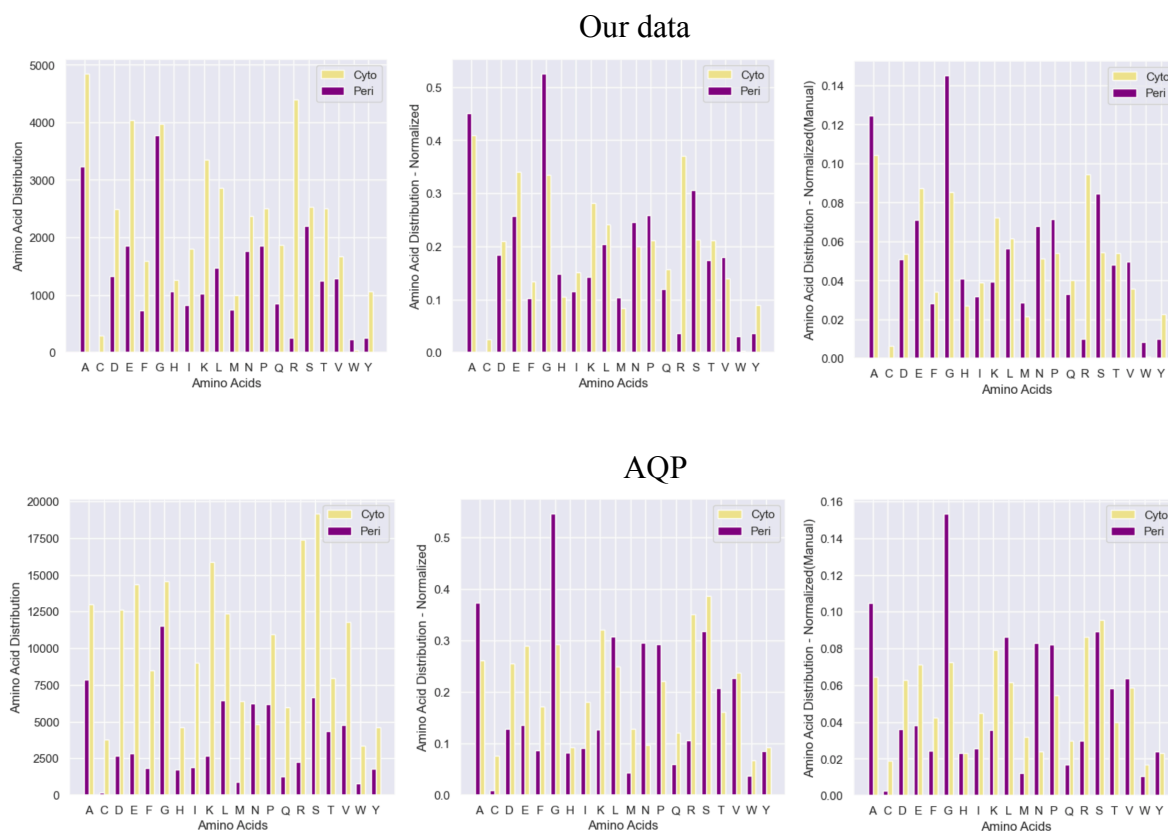 Our data
Amino Acid Distribution
5000
4000
3000
2000
1000
0
Cyto
Peri
A C D E F G H I K L M N P Q R S T V W Y
Amino Acids
Amino Acid Distribution - Normalized
0.5
0.4
0.3
0.2
0.1
0.0
Cyto
Peri
A C D E F G H I K L M N P Q R S T V W Y
Amino Acids
Amino Acid Distribution - Normalized(Manual)
0.14
0.12
0.10
0.08
0.06
0.04
0.02
0.00
Cyto
Peri
A C D E F G H I K L M N P Q R S T V W Y
Amino Acids
AQP
Amino Acid Distribution
20000
17500
15000
12500
10000
7500
5000
2500
0
Cyto
Peri
A C D E F G H I K L M N P Q R S T V W Y
Amino Acids
Amino Acid Distribution - Normalized
0.5
0.4
0.3
0.2
0.1
0.0
Cyto
Peri
A C D E F G H I K L M N P Q R S T V W Y
Amino Acids
Amino Acid Distribution - Normalized(Manual)
0.16
0.14
0.12
0.10
0.08
0.06
0.04
0.02
0.00
Cyto
Peri
A C D E F G H I K L M N P Q R S T V W Y
Amino Acids